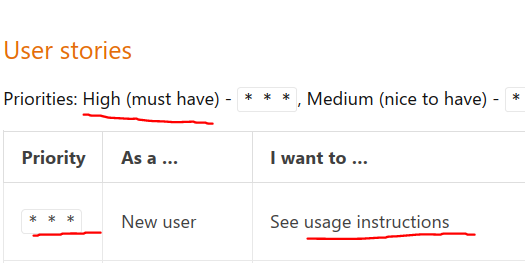 User stories
Priorities: High (must have) - * * *, Medium (nice to have) - *
Priority As a ... I want to ...
* * * New user See usage instructions